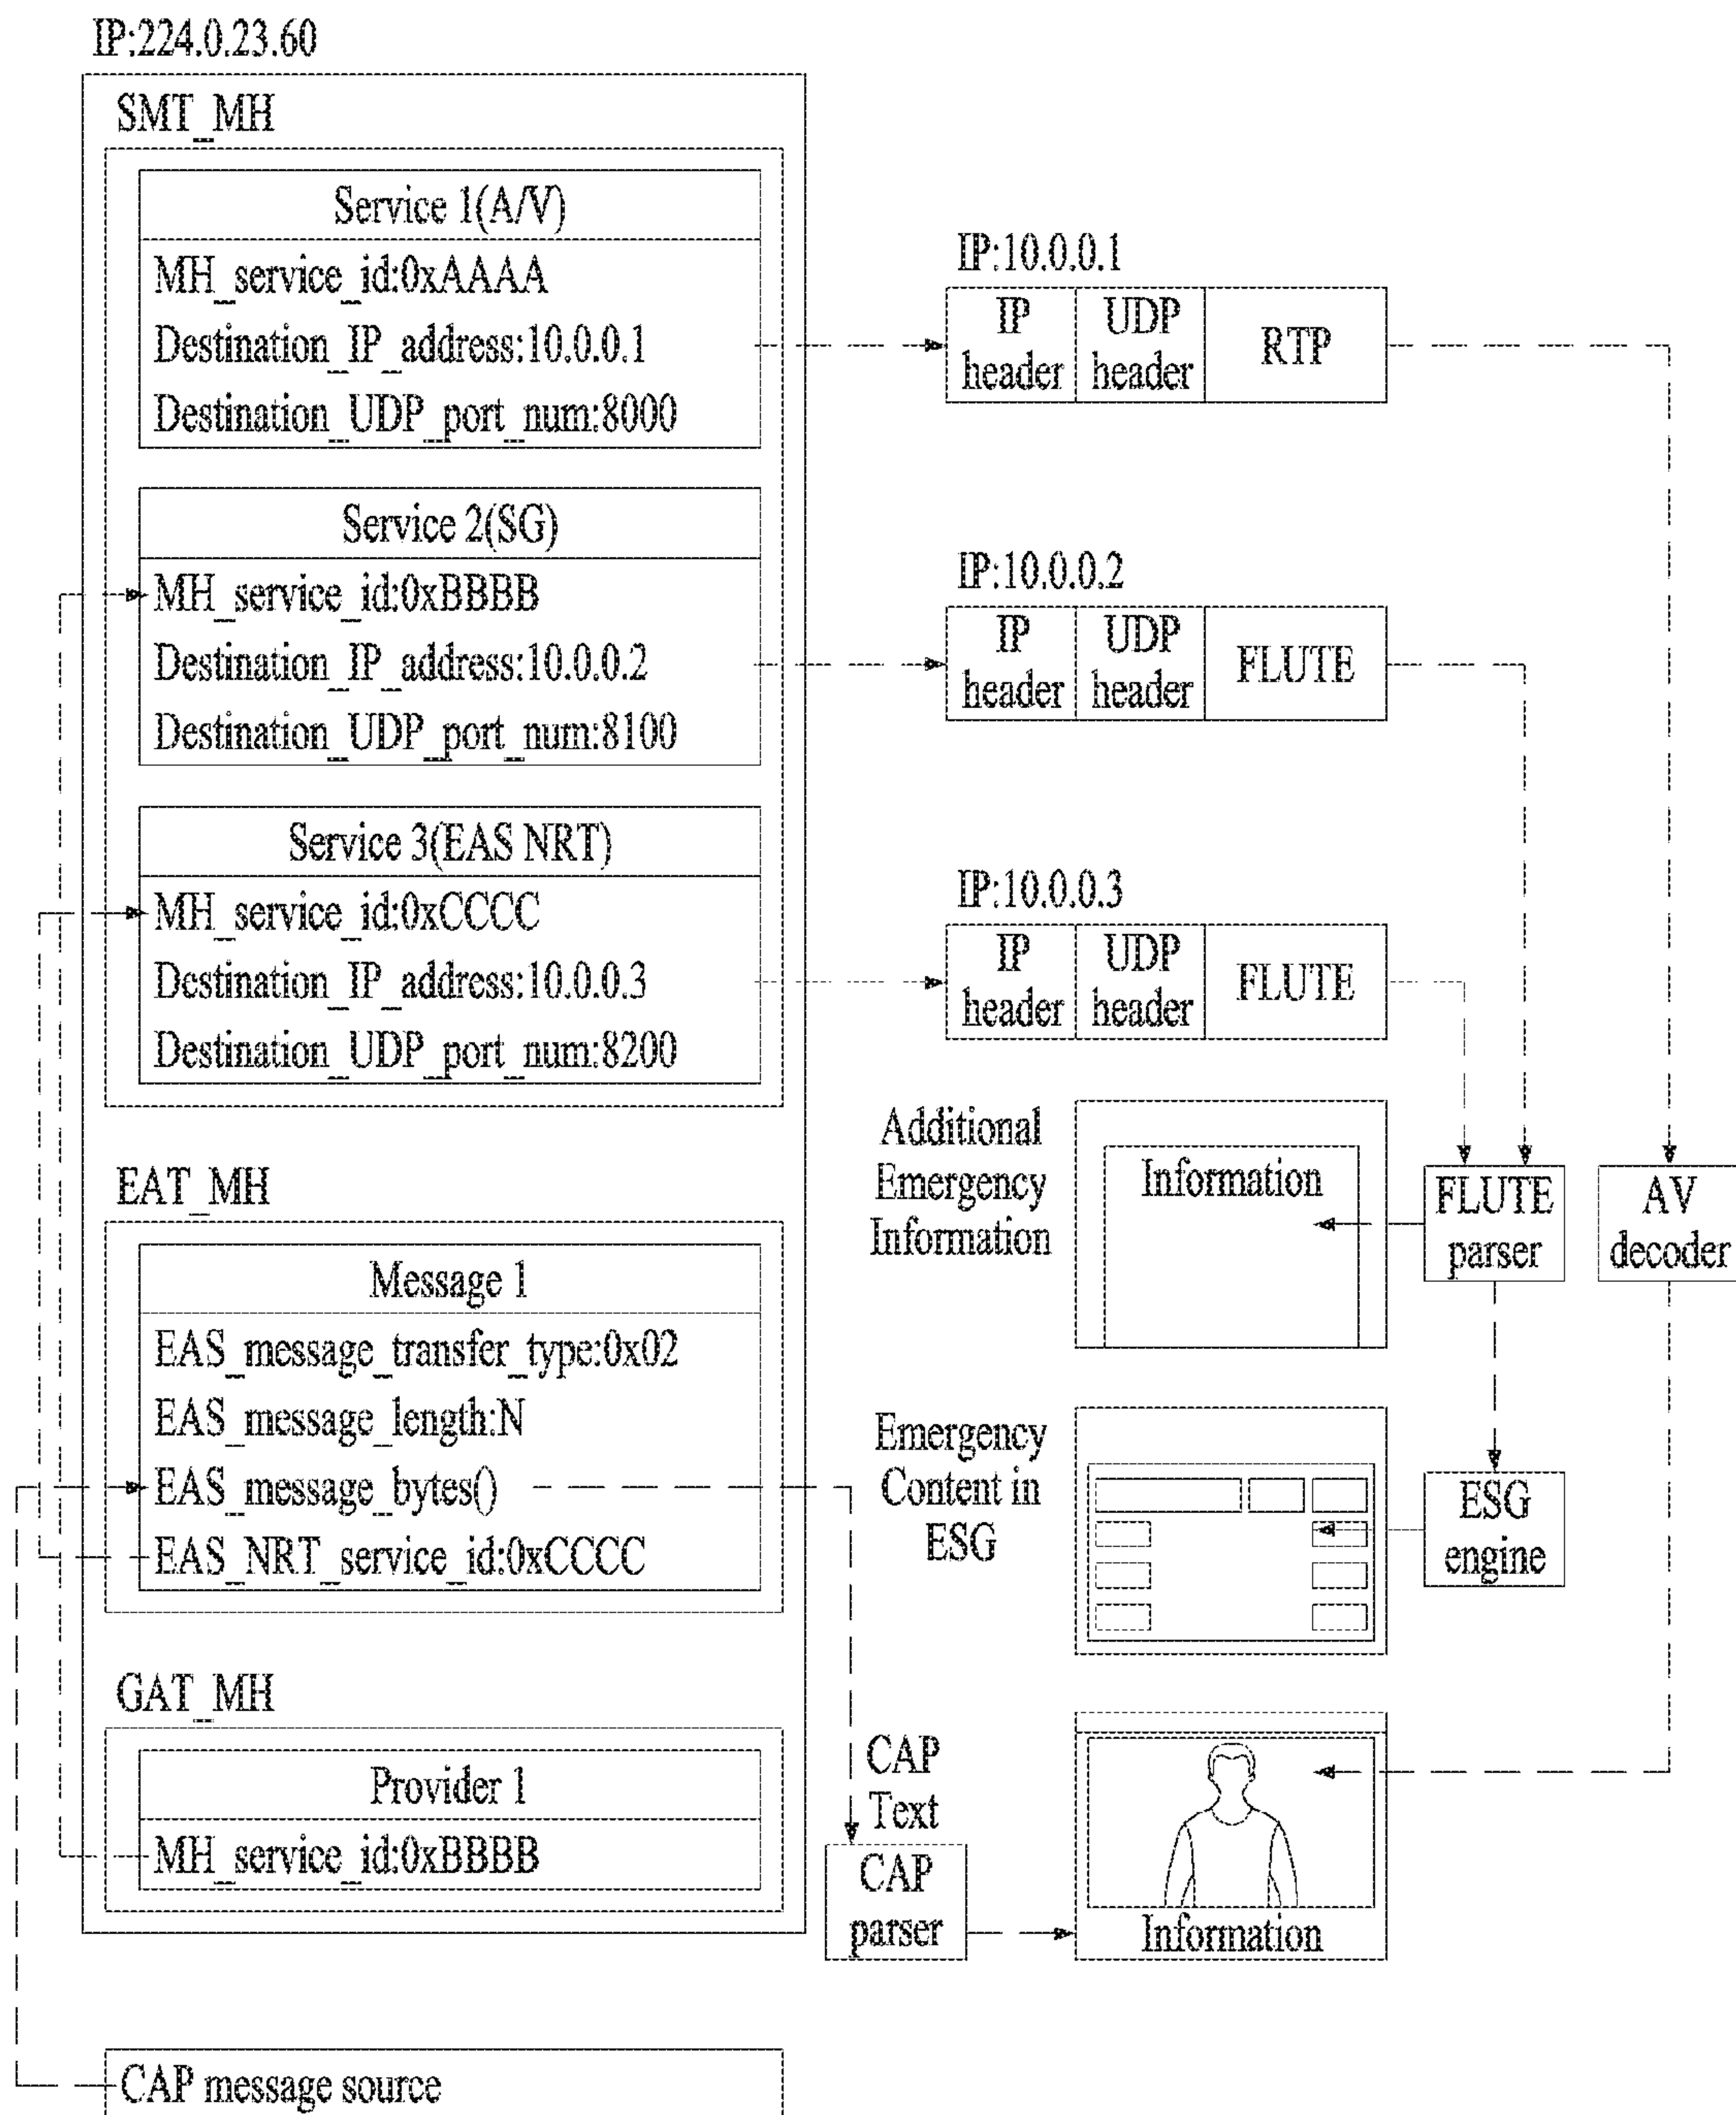 IP:224.0.23.60
SMT_MH
Service 1(A/V)
MH_service_id:0xAAAA
Destination_IP_address:10.0.0.1
Destination_UDP_port_num:8000
Service 2(SG)
MH_service_id:0xBBBB
Destination_IP_address:10.0.0.2
Destination_UDP_port_num:8100
Service 3(EAS NRT)
MH_service_id:0xCCCC
Destination_IP_address:10.0.0.3
Destination_UDP_port_num:8200
EAT_MH
Message 1
EAS_message_transfer_type:0x02
EAS_message_length:N
EAS_message_bytes()
EAS_NRT_service_id:0xCCCC
GAT_MH
Provider 1
MH_service_id:0xBBBB
CAP message source
IP:10.0.0.1
IP
header
UDP
header
RTP
IP:10.0.0.2
IP
header
UDP
header
FLUTE
IP:10.0.0.3
IP
header
UDP
header
FLUTE
Additional
Emergency
Information
Information
FLUTE
parser
AV
decoder
Emergency
Content in
ESG
ESG
engine
CAP
Text
CAP
parser
Information